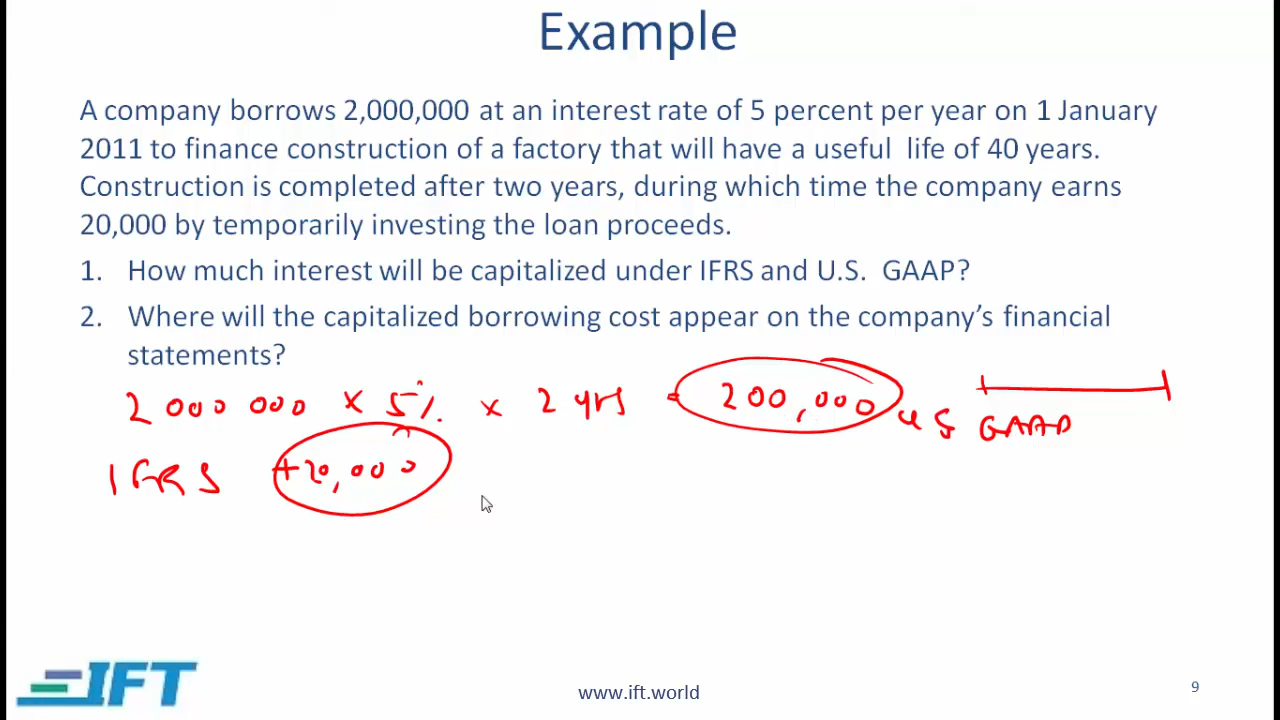 Example
A company borrows 2,000,000 at an interest rate of 5 percent per year on 1 January
2011 to finance construction of a factory that will have a useful life of 40 years.
Construction is completed after two years, during which time the company earns
20,000 by temporarily investing the loan proceeds.
1. How much interest will be capitalized under IFRS and U.S. GAAP?
2. Where will the capitalized borrowing cost appear on the company's financial
statements?
2 000 000 x 5% x 2 yrs = 200,000 US GAAP
IFRS +20,000
IFT
www.ift.world
9